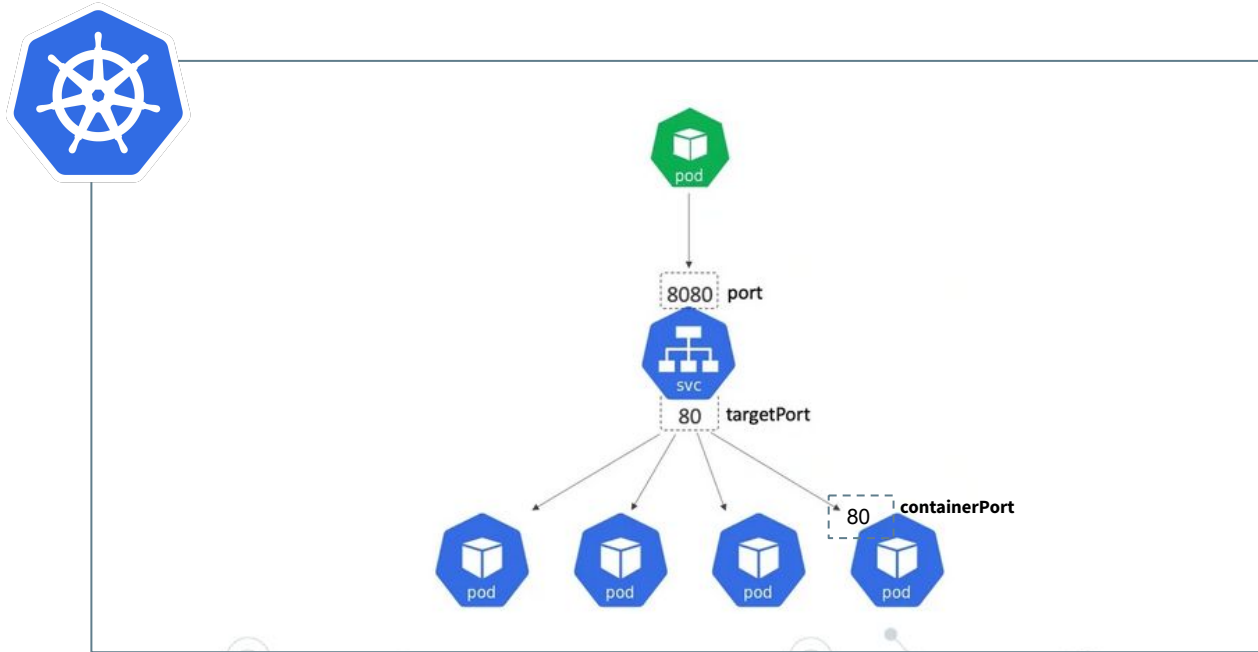 pod
8080 port
svc
80 targetPort
80 containerPort
pod pod pod pod